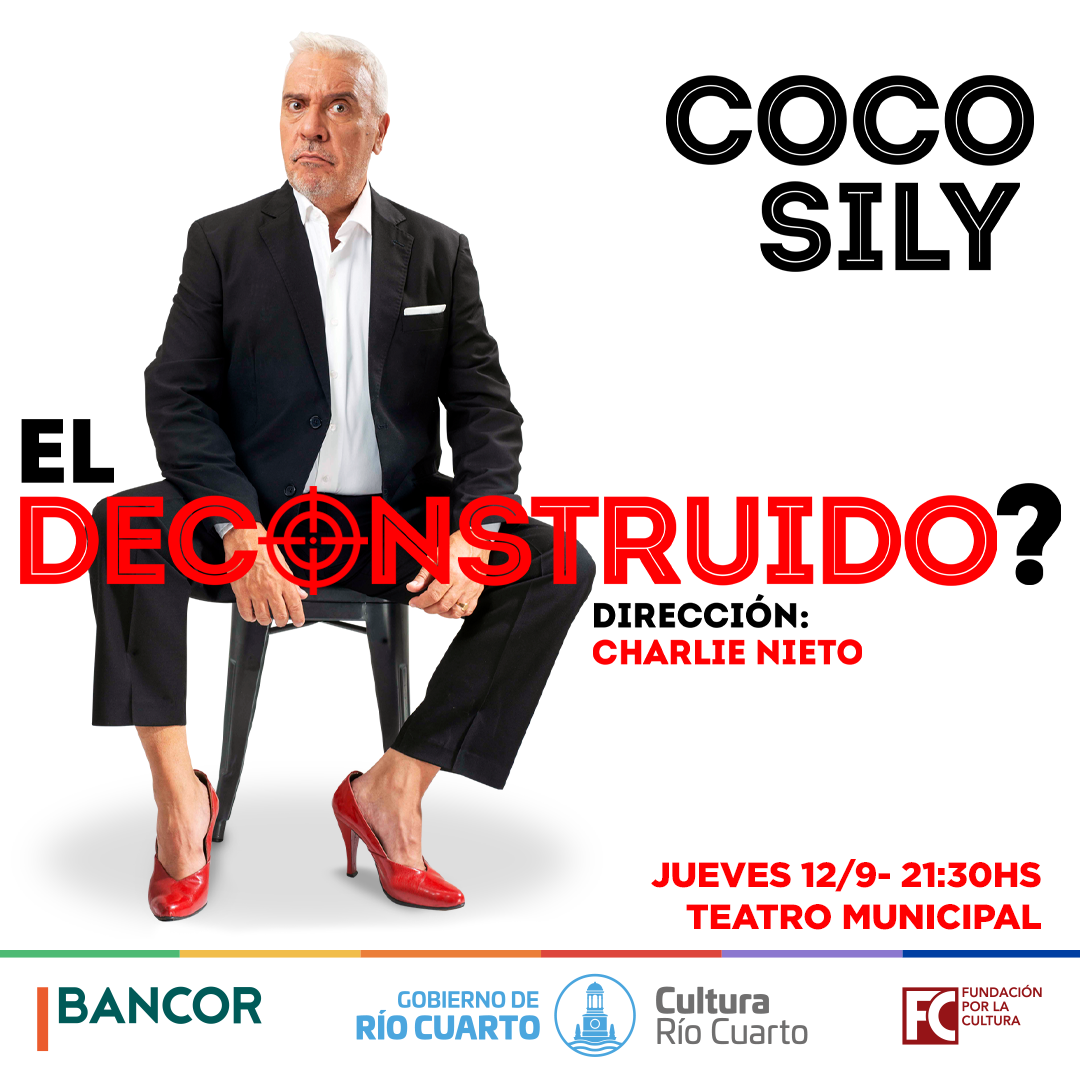 COCO
SILY
EL
DECONSTRUIDO?
DIRECCIÓN:
CHARLIE NIETO
JUEVES 12/9- 21:30HS
TEATRO MUNICIPAL
BANCOR
GOBIERNO DE
RÍO CUARTO
Cultura
Río Cuarto
FC
FUNDACIÓN
POR LA
CULTURA